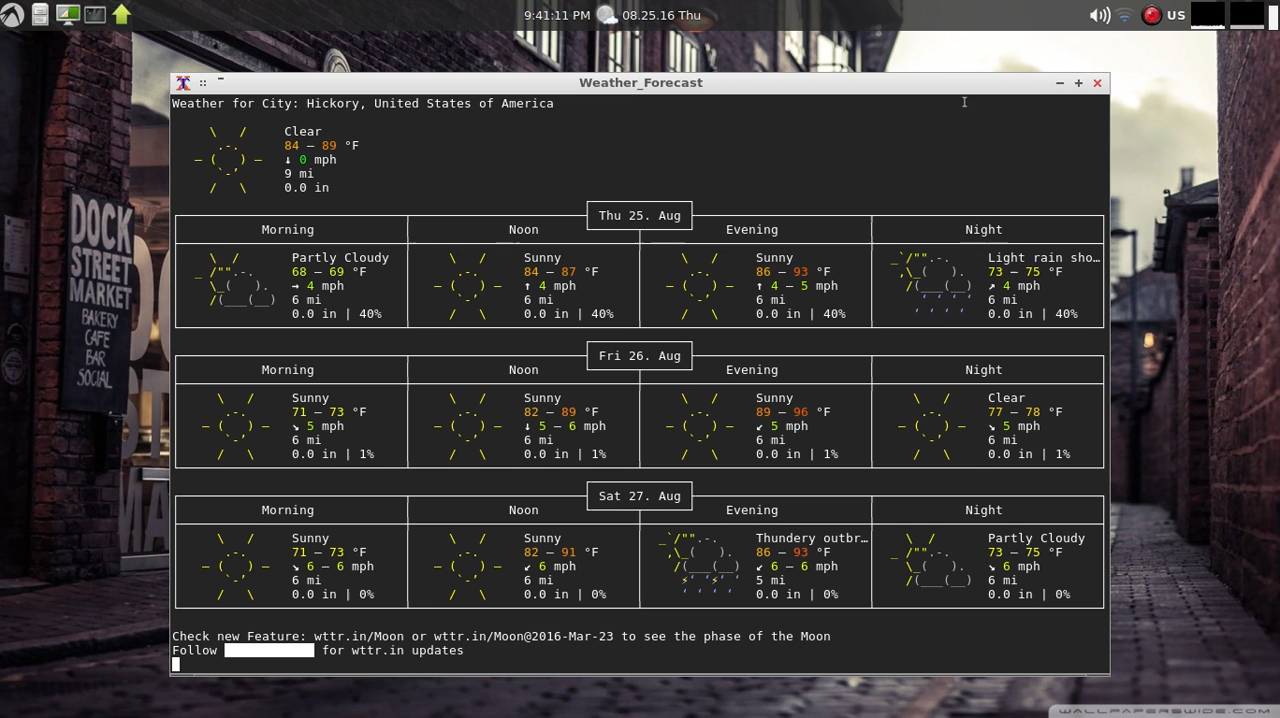 9:41:11 PM 08.25.16 Thu US
Weather_Forecast
Weather for City: Hickory, United States of America
Clear
84 – 89 °F
↓ 0 mph
9 mi
0.0 in
Thu 25. Aug
Morning Noon Evening Night
Partly Cloudy Sunny Sunny Light rain sho…
68 – 69 °F 84 – 87 °F 86 – 93 °F 73 – 75 °F
→ 4 mph ↑ 4 mph ↑ 4 – 5 mph ↗ 4 mph
6 mi 6 mi 6 mi 6 mi
0.0 in | 40% 0.0 in | 40% 0.0 in | 40% 0.0 in | 40%
Fri 26. Aug
Morning Noon Evening Night
Sunny Sunny Sunny Clear
71 – 73 °F 82 – 89 °F 89 – 96 °F 77 – 78 °F
↘ 5 mph ↓ 5 – 6 mph ↙ 5 mph ↘ 5 mph
6 mi 6 mi 6 mi 6 mi
0.0 in | 1% 0.0 in | 1% 0.0 in | 1% 0.0 in | 1%
Sat 27. Aug
Morning Noon Evening Night
Sunny Sunny Thundery outbr… Partly Cloudy
71 – 73 °F 82 – 91 °F 86 – 93 °F 73 – 75 °F
↘ 6 – 6 mph ↙ 6 mph ↙ 6 – 6 mph ↘ 6 mph
6 mi 6 mi 5 mi 6 mi
0.0 in | 0% 0.0 in | 0% 0.0 in | 0% 0.0 in | 0%
Check new Feature: wttr.in/Moon or wttr.in/Moon@2016-Mar-23 to see the phase of the Moon
Follow for wttr.in updates
DOCK
STREET
MARKET
BAKERY
CAFE
BAR
SOCIAL
WALLPAPERSWIDE.COM